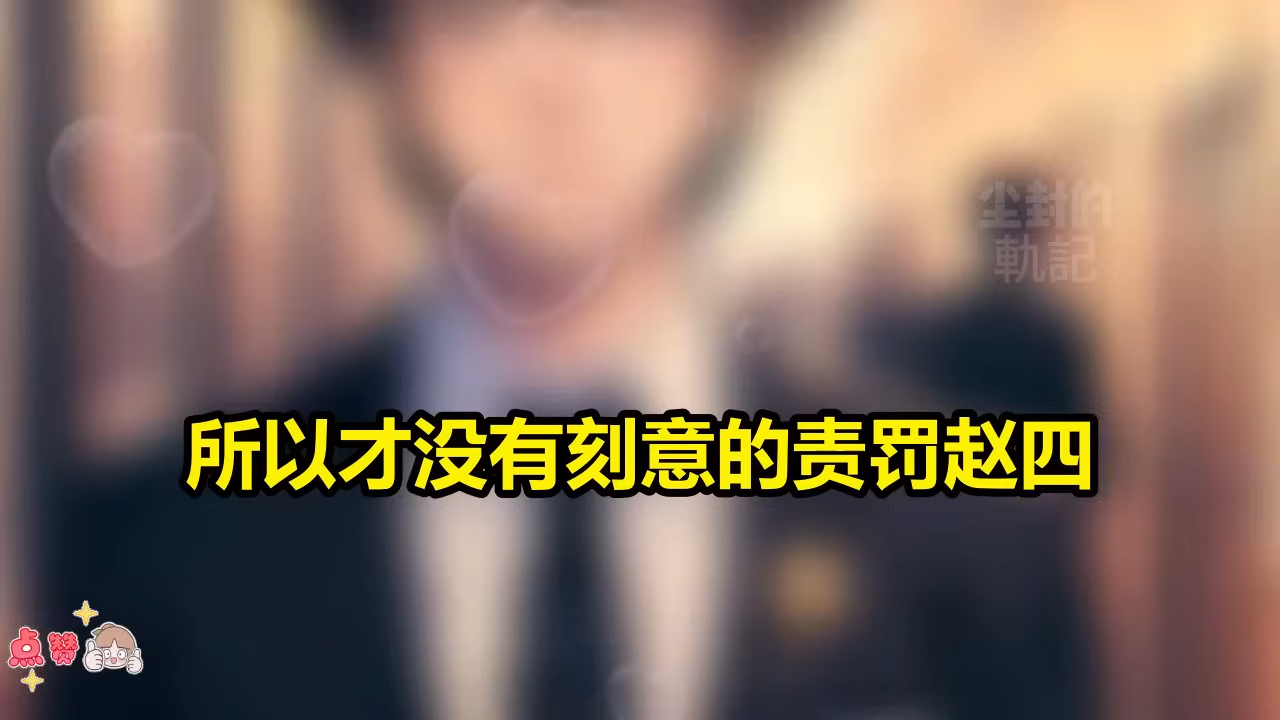 尘封的
軌記
所以才没有刻意的责罚赵四
点赞